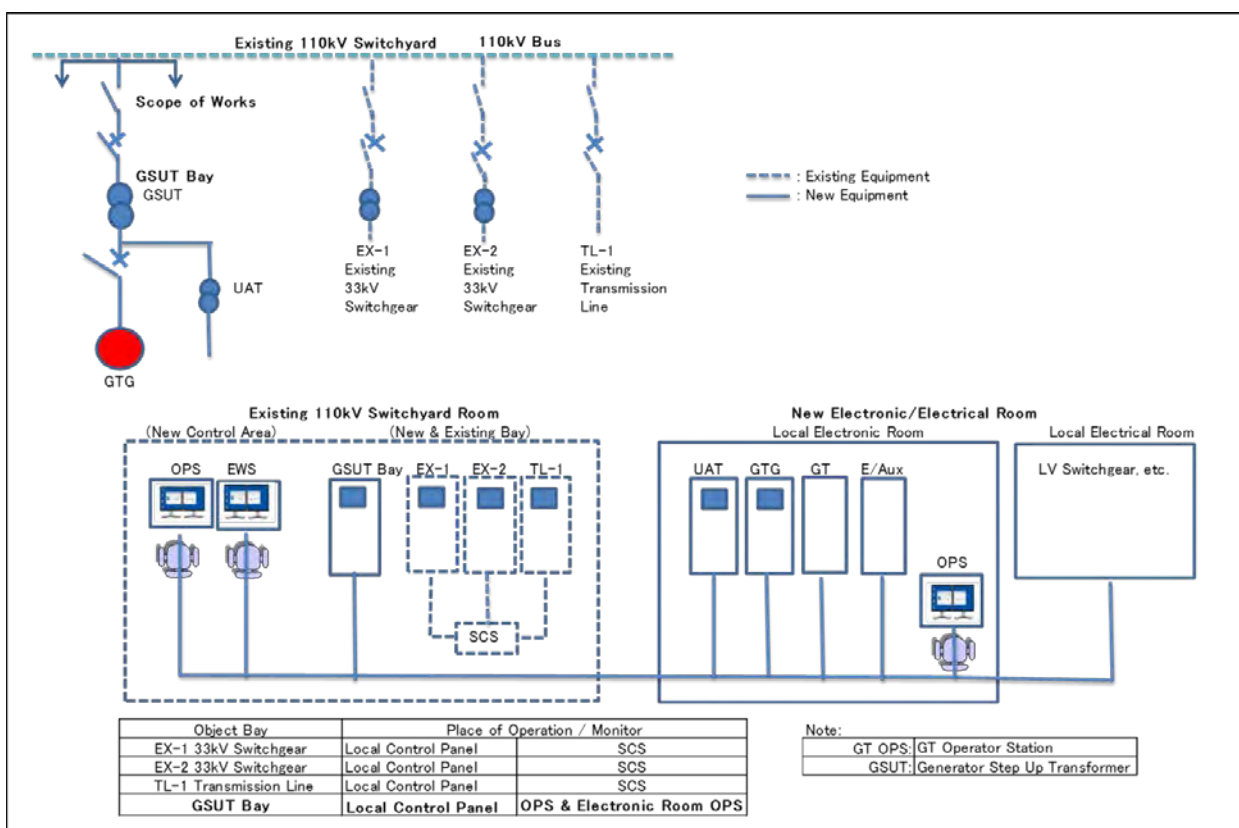 Existing 110kV Switchyard 110kV Bus
Scope of Works
GSUT Bay
GSUT
UAT
GTG
EX-1
Existing
33kV
Switchgear
EX-2
Existing
33kV
Switchgear
TL-1
Existing
Transmission
Line
: Existing Equipment
: New Equipment
Existing 110kV Switchyard Room
(New Control Area) (New & Existing Bay)
OPS EWS GSUT Bay EX-1 EX-2 TL-1
SCS
New Electronic/Electrical Room
Local Electronic Room Local Electrical Room
UAT GTG GT E/Aux
LV Switchgear, etc.
OPS
Object Bay Place of Operation / Monitor
EX-1 33kV Switchgear Local Control Panel SCS
EX-2 33kV Switchgear Local Control Panel SCS
TL-1 Transmission Line Local Control Panel SCS
GSUT Bay Local Control Panel OPS & Electronic Room OPS
Note:
GT OPS: GT Operator Station
GSUT: Generator Step Up Transformer